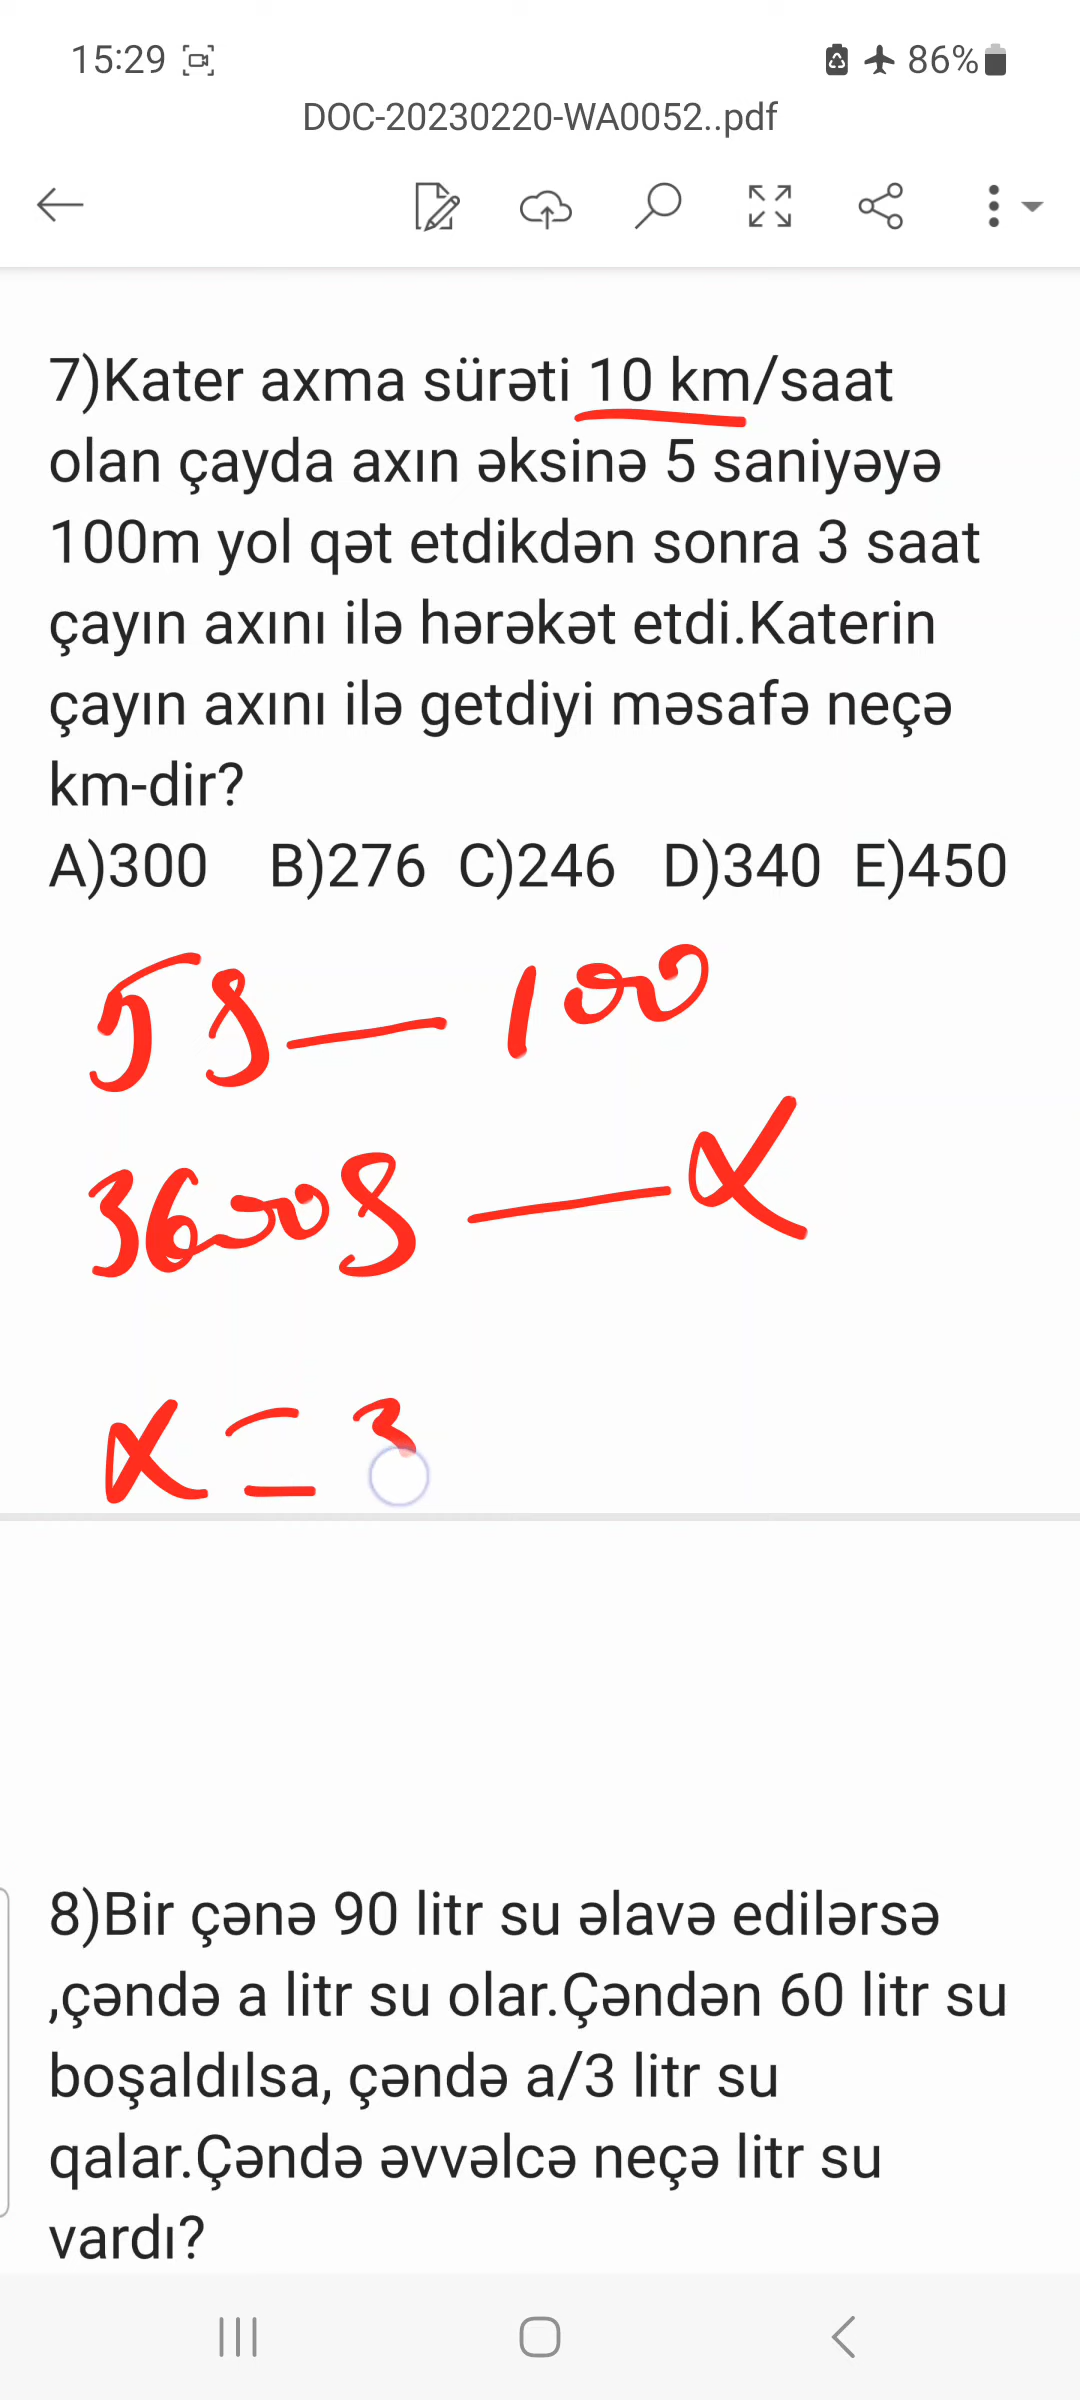 15:29
86%
DOC-20230220-WA0052..pdf
7)Kater axma sürəti 10 km/saat
olan çayda axın əksinə 5 saniyəyə
100m yol qət etdikdən sonra 3 saat
çayın axını ilə hərəkət etdi.Katerin
çayın axını ilə getdiyi məsafə neçə
km-dir?
A)300 B)276 C)246 D)340 E)450
5 S — 100
3600 S — x
x = 3
8)Bir çənə 90 litr su əlavə edilərsə
,çəndə a litr su olar.Çəndən 60 litr su
boşaldılsa, çəndə a/3 litr su
qalar.Çəndə əvvəlcə neçə litr su
vardı?